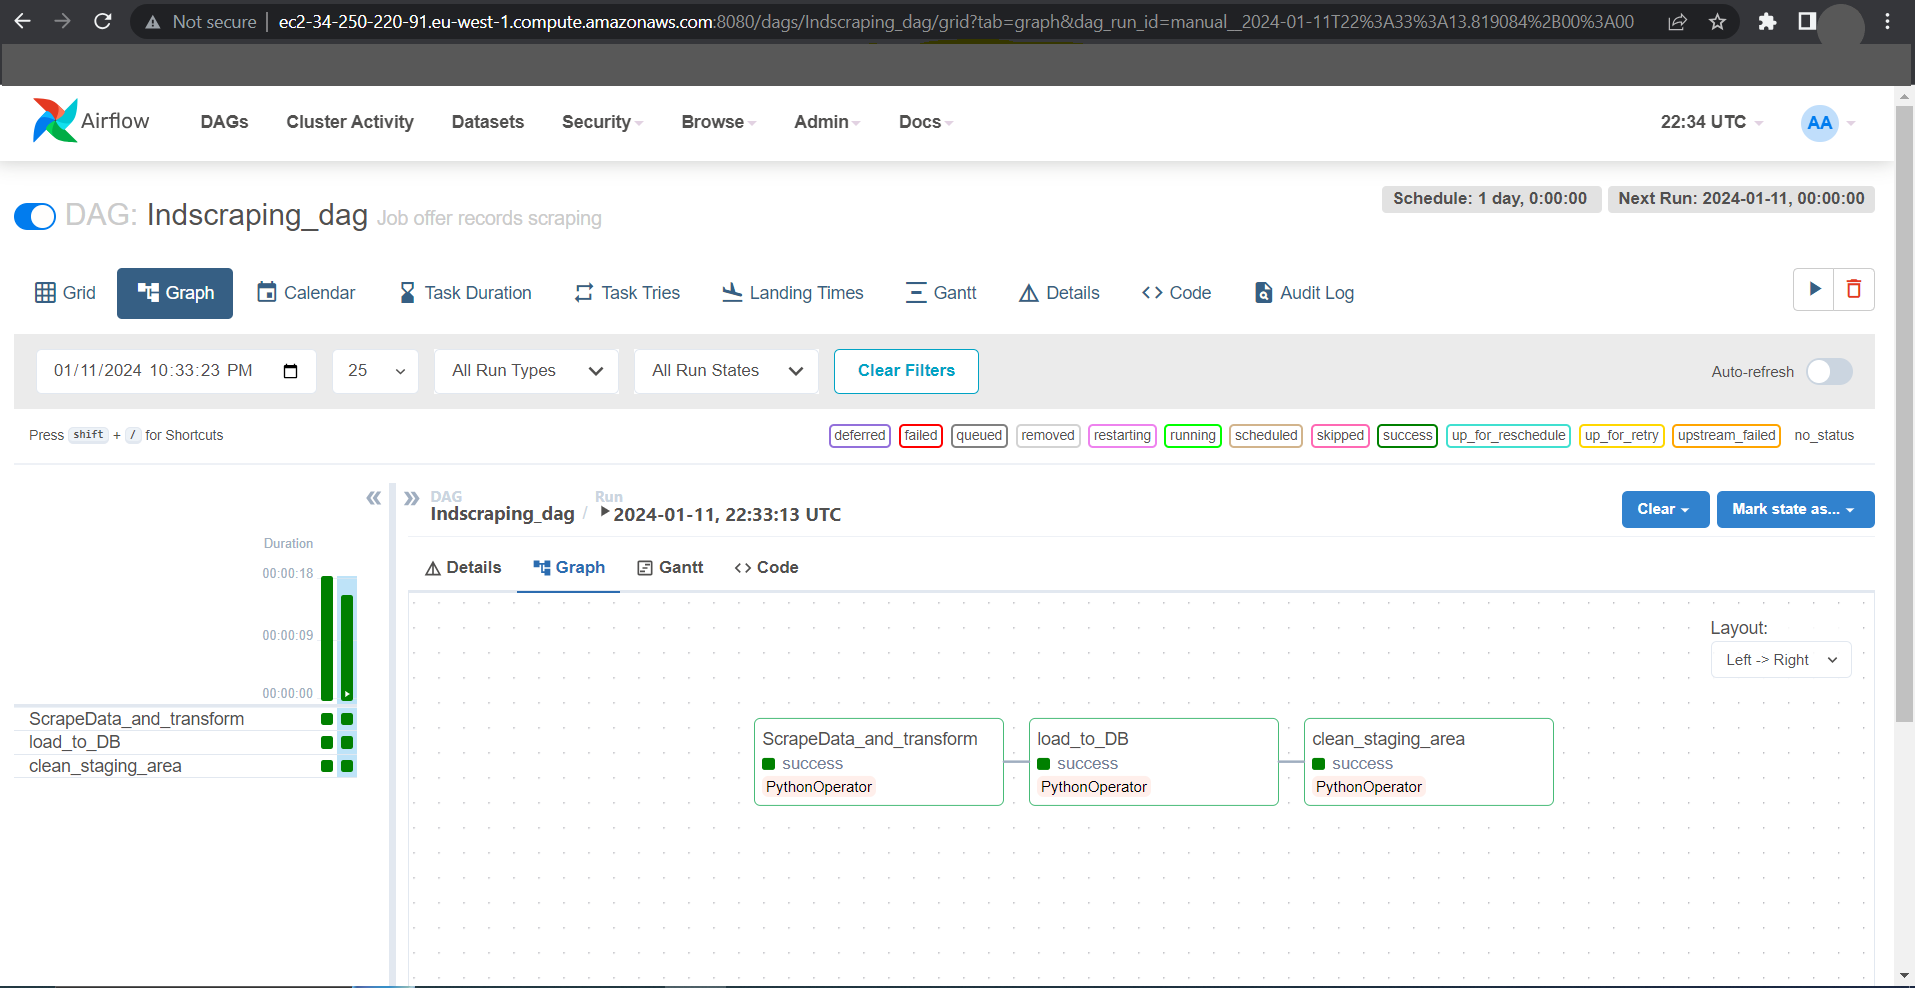 Not secure | ec2-34-250-220-91.eu-west-1.compute.amazonaws.com:8080/dags/Indscraping_dag/grid?tab=graph&dag_run_id=manual__2024-01-11T22%3A33%3A13.819084%2B00%3A00
Airflow DAGs Cluster Activity Datasets Security Browse Admin Docs 22:34 UTC AA
Schedule: 1 day, 0:00:00 Next Run: 2024-01-11, 00:00:00
DAG: Indscraping_dag Job offer records scraping
Grid Graph Calendar Task Duration Task Tries Landing Times Gantt Details <> Code Audit Log
01/11/2024 10:33:23 PM 25 All Run Types All Run States Clear Filters Auto-refresh
Press shift + / for Shortcuts deferred failed queued removed restarting running scheduled skipped success up_for_reschedule up_for_retry upstream_failed no_status
DAG Run
Indscraping_dag / 2024-01-11, 22:33:13 UTC Clear Mark state as...
Duration
00:00:18
00:00:09
00:00:00
ScrapeData_and_transform
load_to_DB
clean_staging_area
Details Graph Gantt <> Code
Layout:
Left -> Right
ScrapeData_and_transform
success
PythonOperator
load_to_DB
success
PythonOperator
clean_staging_area
success
PythonOperator